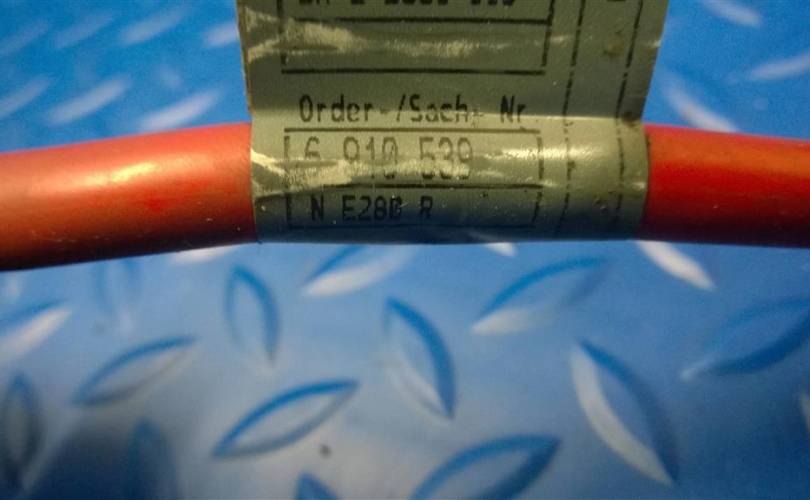 Order-/Sach- Nr
6 910 539
N E28B R